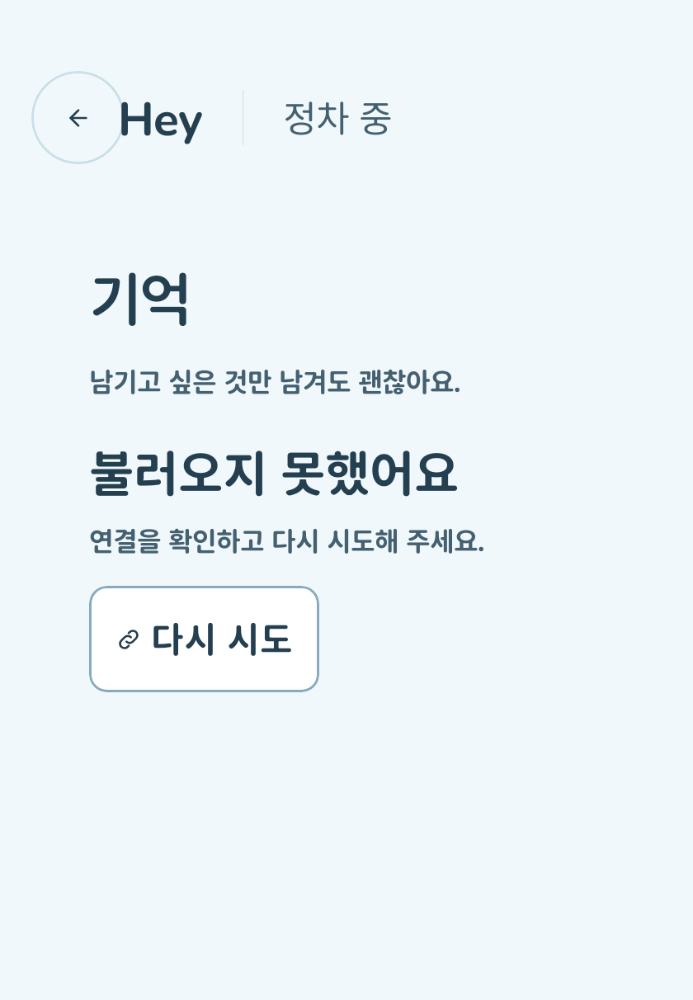 Hey 정차 중
기억
남기고 싶은 것만 남겨도 괜찮아요.
불러오지 못했어요
연결을 확인하고 다시 시도해 주세요.
다시 시도